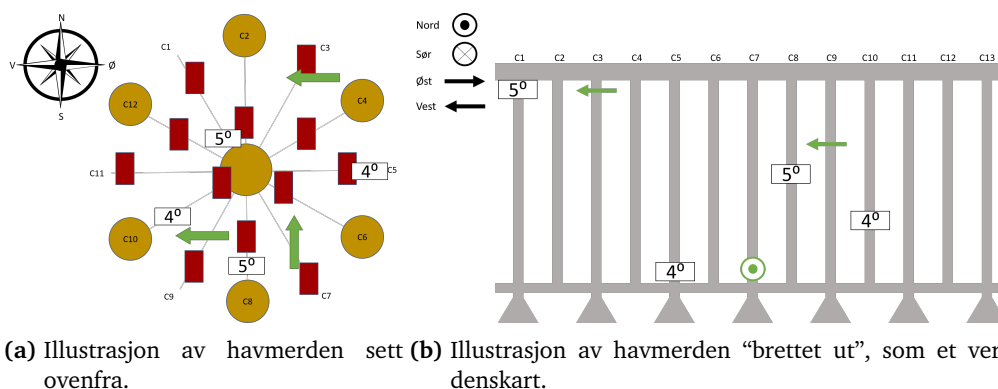 N
V
Ø
S
C1
C2
C3
C12
C4
5º
C11
4º
C5
4º
C10
C6
5º
C9
C8
C7
Nord
Sør
Øst
Vest
C1 C2 C3 C4 C5 C6 C7 C8 C9 C10 C11 C12 C13
5º
5º
4º
4º
(a) Illustrasjon av havmerden sett
ovenfra.
(b) Illustrasjon av havmerden “brettet ut”, som et ver
denskart.